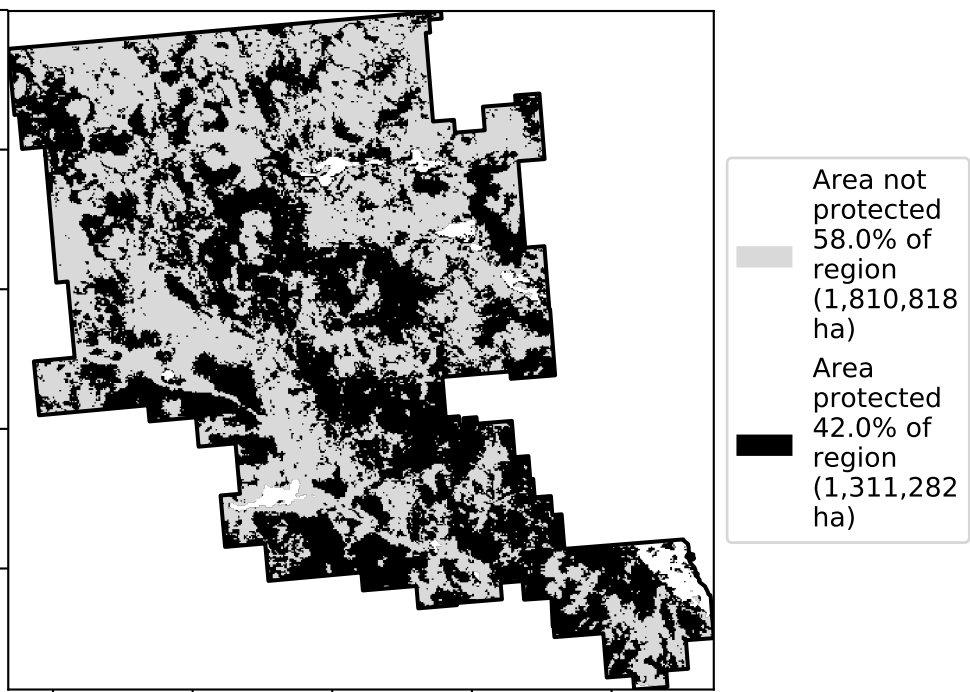 Area not
protected
58.0% of
region
(1,810,818
ha)
Area
protected
42.0% of
region
(1,311,282
ha)